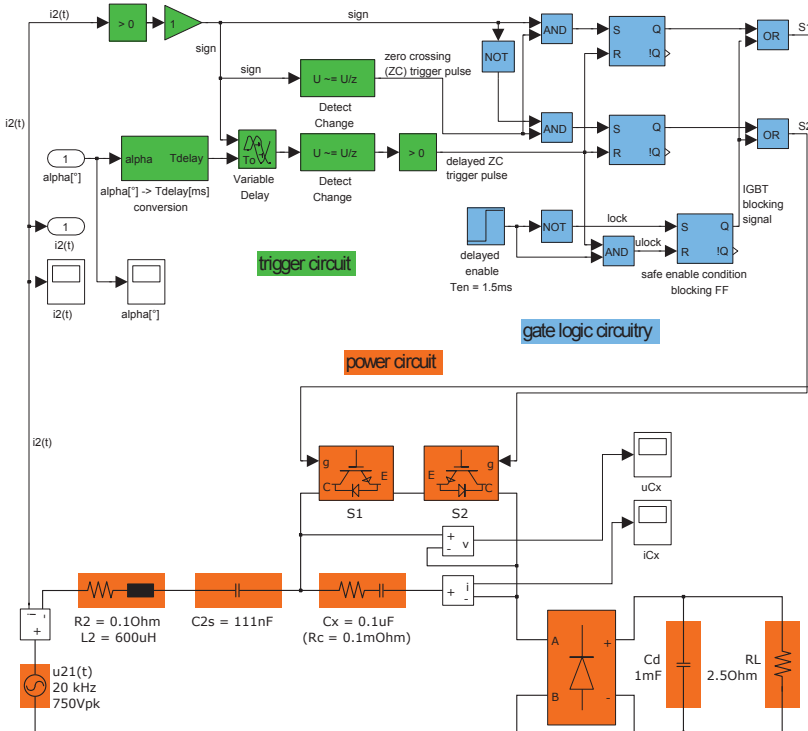 i2(t)
> 0
1
sign
sign
sign
zero crossing
(ZC) trigger pulse
U ~= U/z
Detect
Change
NOT
AND
S
Q
R
!Q
OR
S1
AND
S
Q
R
!Q
OR
S2
i2(t)
1
alpha[°]
alpha
Tdelay
alpha[°] -> Tdelay[ms]
conversion
To
Variable
Delay
U ~= U/z
Detect
Change
> 0
delayed ZC
trigger pulse
IGBT
blocking
signal
1
i2(t)
i2(t)
alpha[°]
trigger circuit
delayed
enable
Ten = 1.5ms
NOT
lock
AND
ulock
S
Q
R
!Q
safe enable condition
blocking FF
gate logic circuitry
power circuit
i2(t)
g
C
E
S1
E
g
C
S2
uCx
iCx
+
-
v
+
-
i
i
-
+
R2 = 0.1Ohm
L2 = 600uH
C2s = 111nF
Cx = 0.1uF
(Rc = 0.1mOhm)
u21(t)
20 kHz
750Vpk
A
+
B
-
Cd
1mF
RL
2.5Ohm